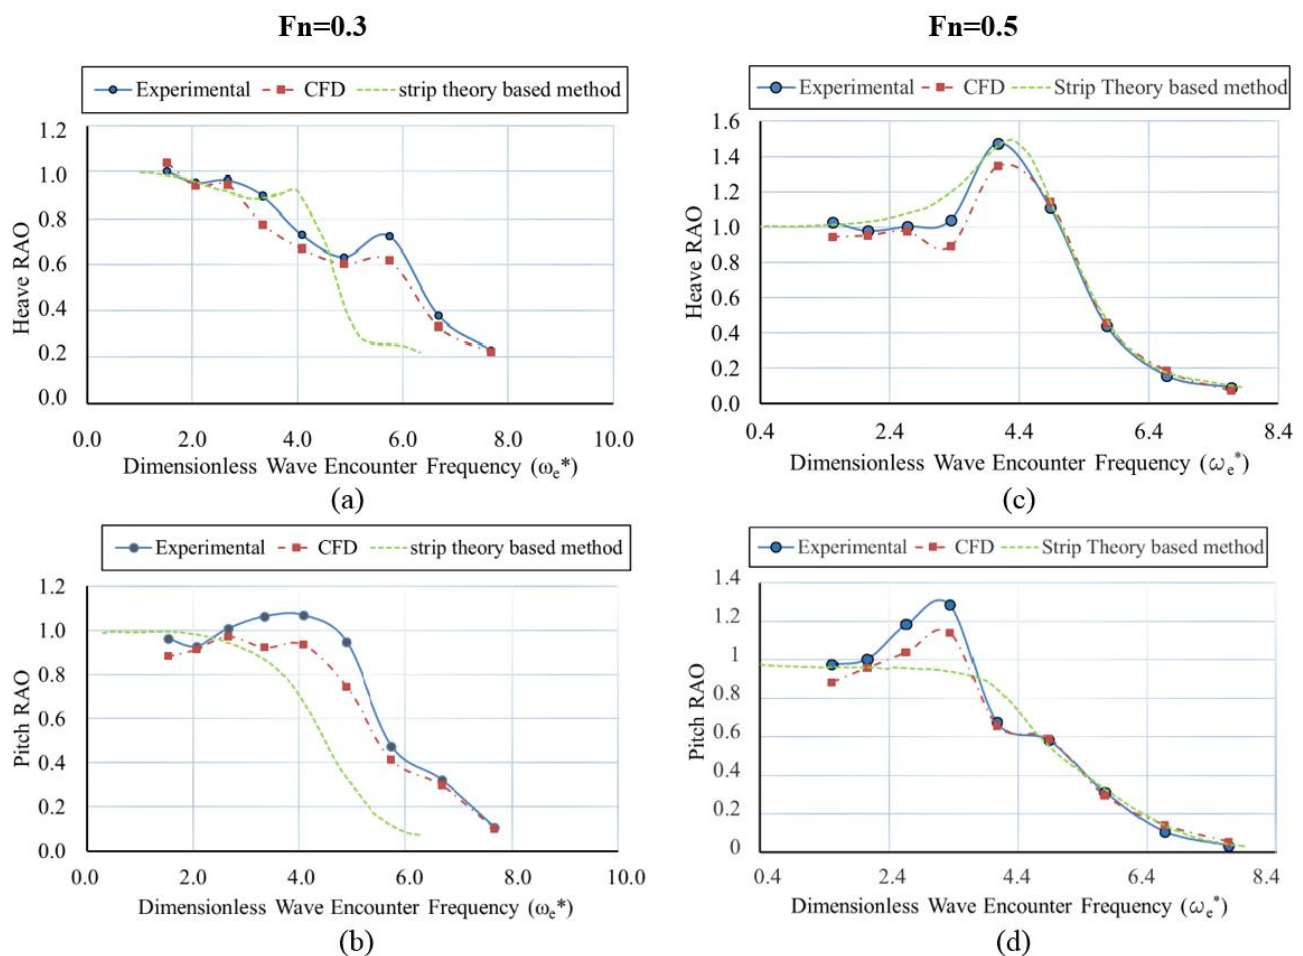 Fn=0.3
Fn=0.5
Experimental CFD strip theory based method
Experimental CFD Strip Theory based method
1.2
1.0
0.8
0.6
0.4
0.2
0.0
Heave RAO
0.0 2.0 4.0 6.0 8.0 10.0
Dimensionless Wave Encounter Frequency (ωe*)
(a)
1.6
1.4
1.2
1.0
0.8
0.6
0.4
0.2
0.0
Heave RAO
0.4 2.4 4.4 6.4 8.4
Dimensionless Wave Encounter Frequency (ωe*)
(c)
Experimental CFD strip theory based method
Experimental CFD Strip Theory based method
1.2
1.0
0.8
0.6
0.4
0.2
0.0
Pitch RAO
0.0 2.0 4.0 6.0 8.0 10.0
Dimensionless Wave Encounter Frequency (ωe*)
(b)
1.4
1.2
1
0.8
0.6
0.4
0.2
0
Pitch RAO
0.4 2.4 4.4 6.4 8.4
Dimensionless Wave Encounter Frequency (ωe*)
(d)